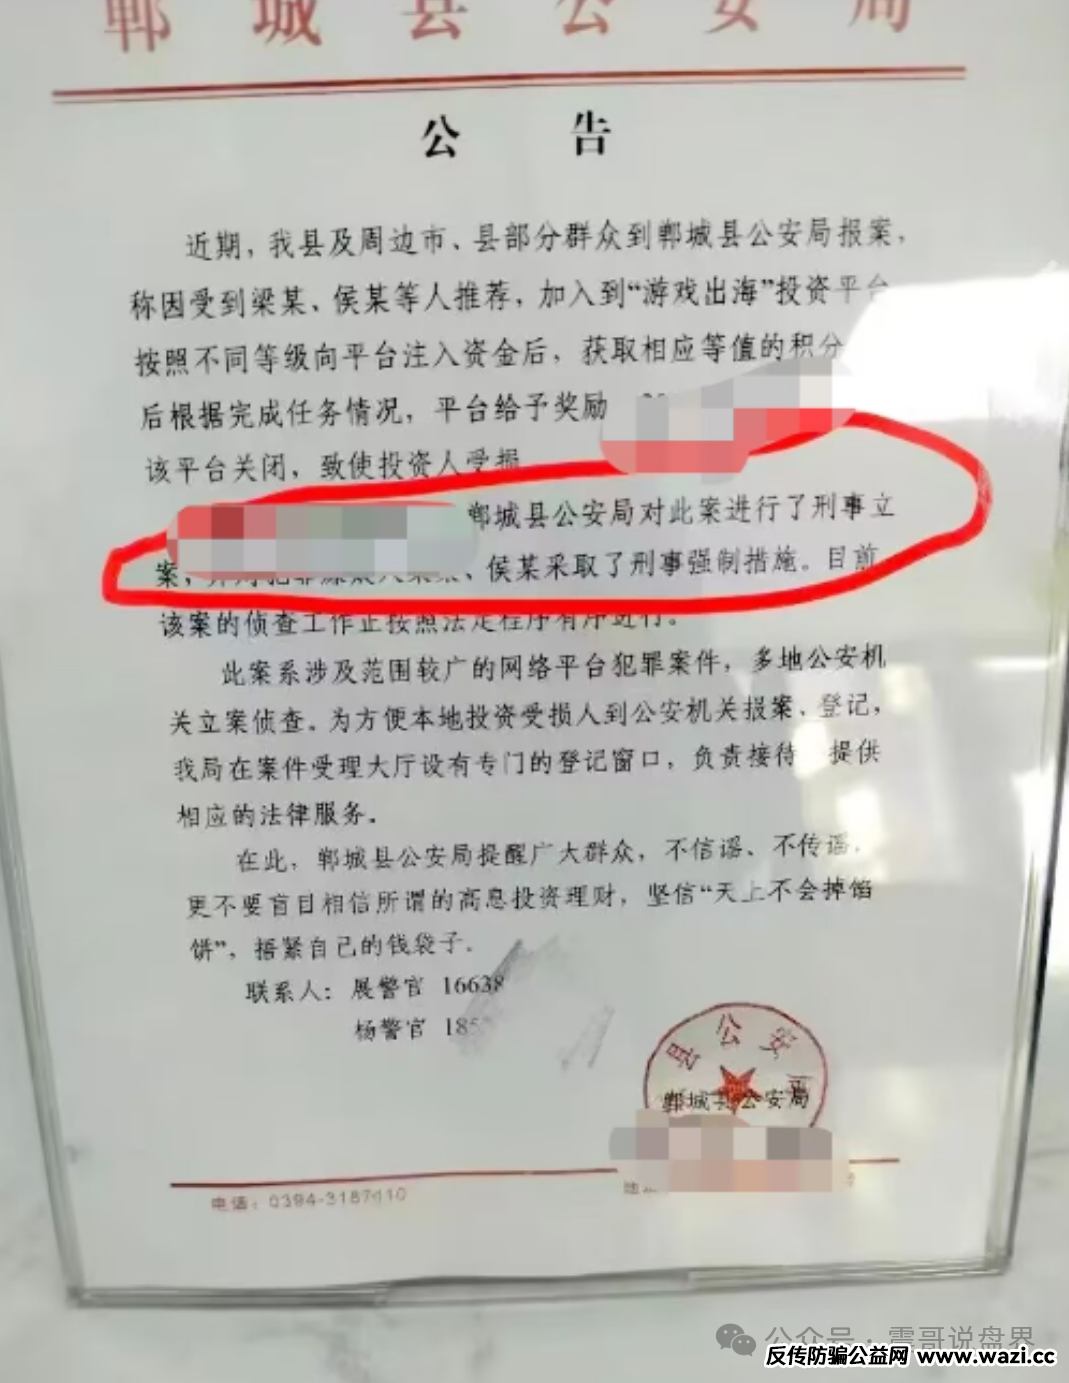 郸城县公安局
公 告
近期，我县及周边市、县部分群众到郸城县公安局报案，
称因受到梁某、侯某等人推荐，加入到“游戏出海”投资平台
按照不同等级向平台注入资金后，获取相应等值的积分
后根据完成任务情况，平台给予奖励
该平台关闭，致使投资人受损
郸城县公安局对此案进行了刑事立
案，、侯某采取了刑事强制措施。目前
该案的侦查工作正按照法定程序有序进行。
此案系涉及范围较广的网络平台犯罪案件，多地公安机
关立案侦查。为方便本地投资受损人到公安机关报案、登记，
我局在案件受理大厅设有专门的登记窗口，负责接待 提供
相应的法律服务。
在此，郸城县公安局提醒广大群众，不信谣、不传谣，
更不要盲目相信所谓的高息投资理财，坚信“天上不会掉馅
饼”，捂紧自己的钱袋子.
联系人：展警官 16638
杨警官 185
县公安局
郸城县公安局
电话：0394-3187110
公众号·震哥说盘界
反传防骗公益网 www.wazi.cc